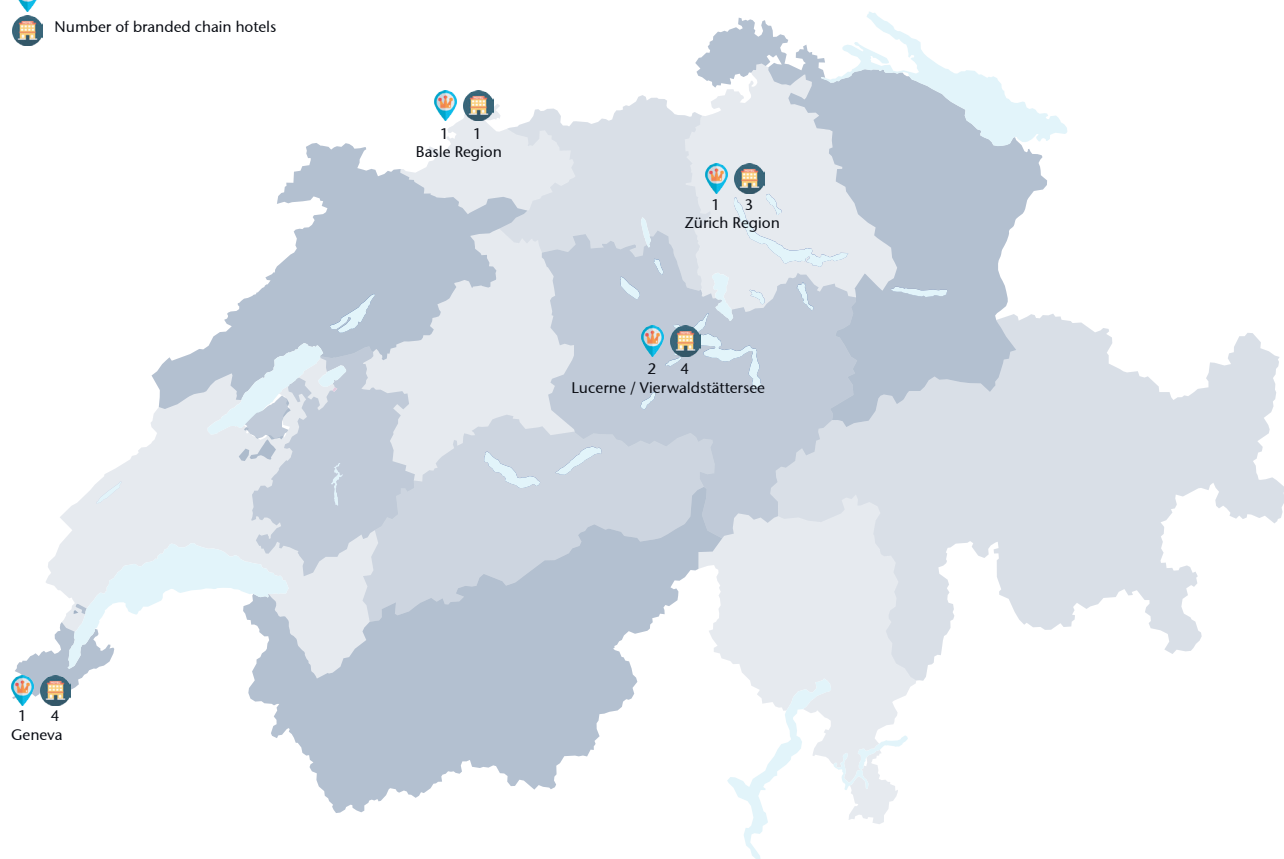 Number of branded chain hotels
1 1
Basle Region
1 3
Zürich Region
2 4
Lucerne / Vierwaldstättersee
1 4
Geneva